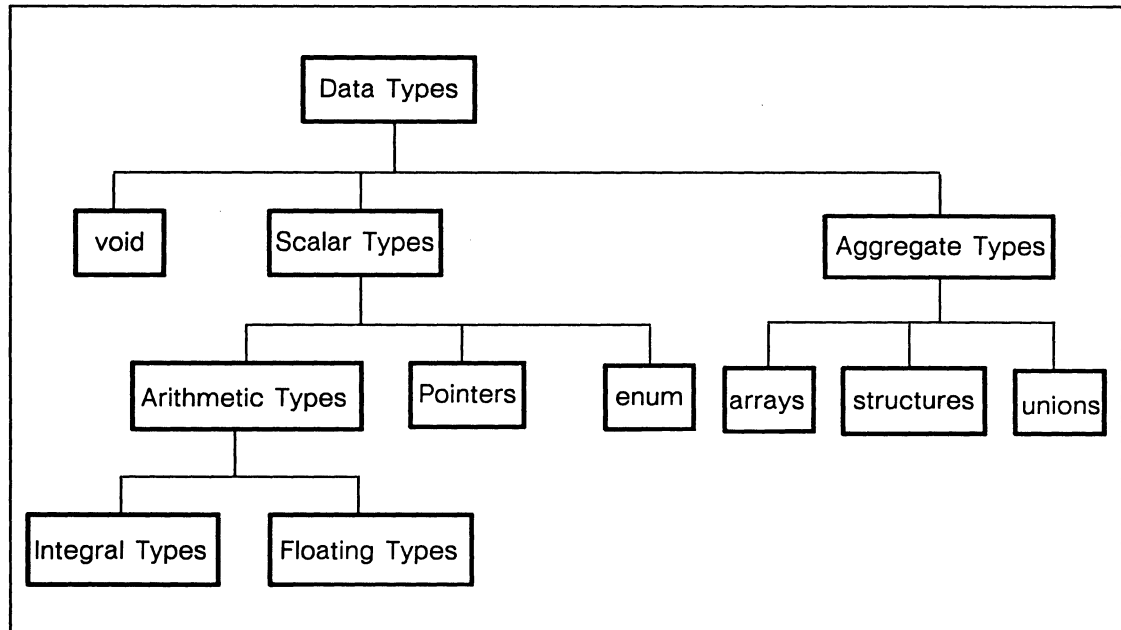 Data Types
void
Scalar Types
Aggregate Types
Arithmetic Types
Pointers
enum
arrays
structures
unions
Integral Types
Floating Types